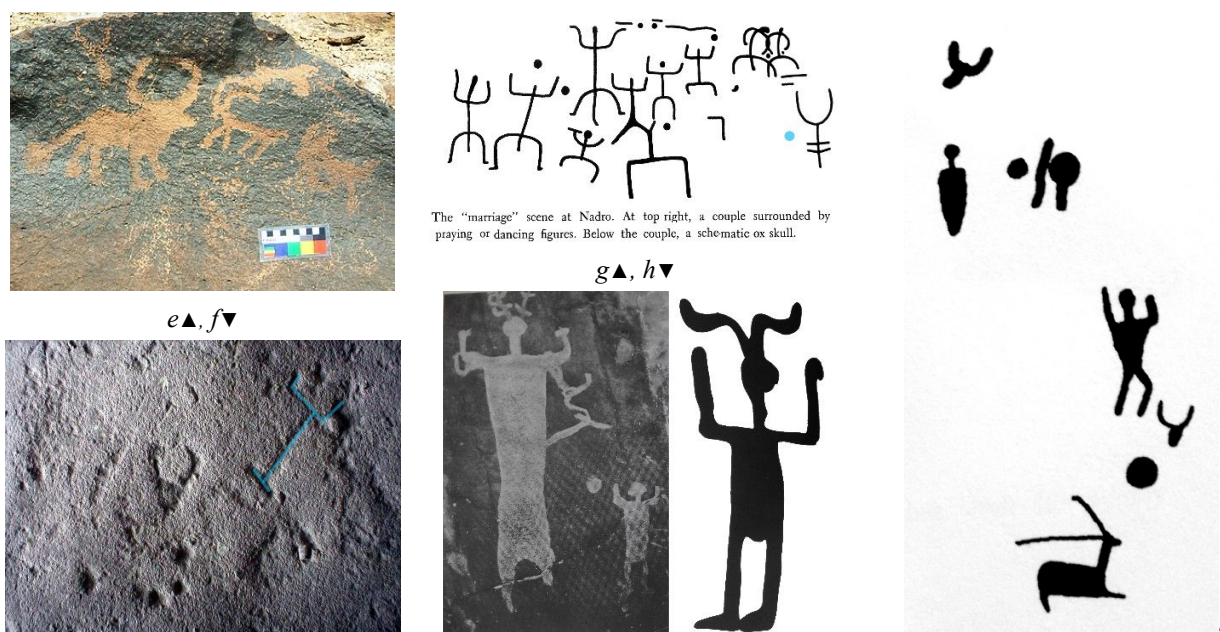 The "marriage" scene at Nadro. At top right, a couple surrounded by
praying or dancing figures. Below the couple, a schematic ox skull.
g▲, h▼
e▲, f▼